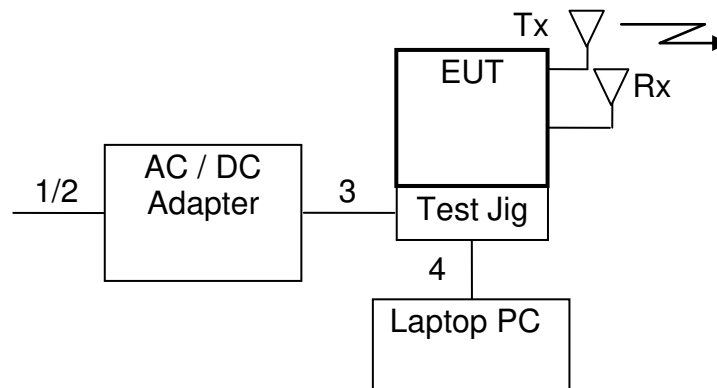 Tx
EUT
Rx
AC / DC
Adapter
1/2
3
Test Jig
4
Laptop PC